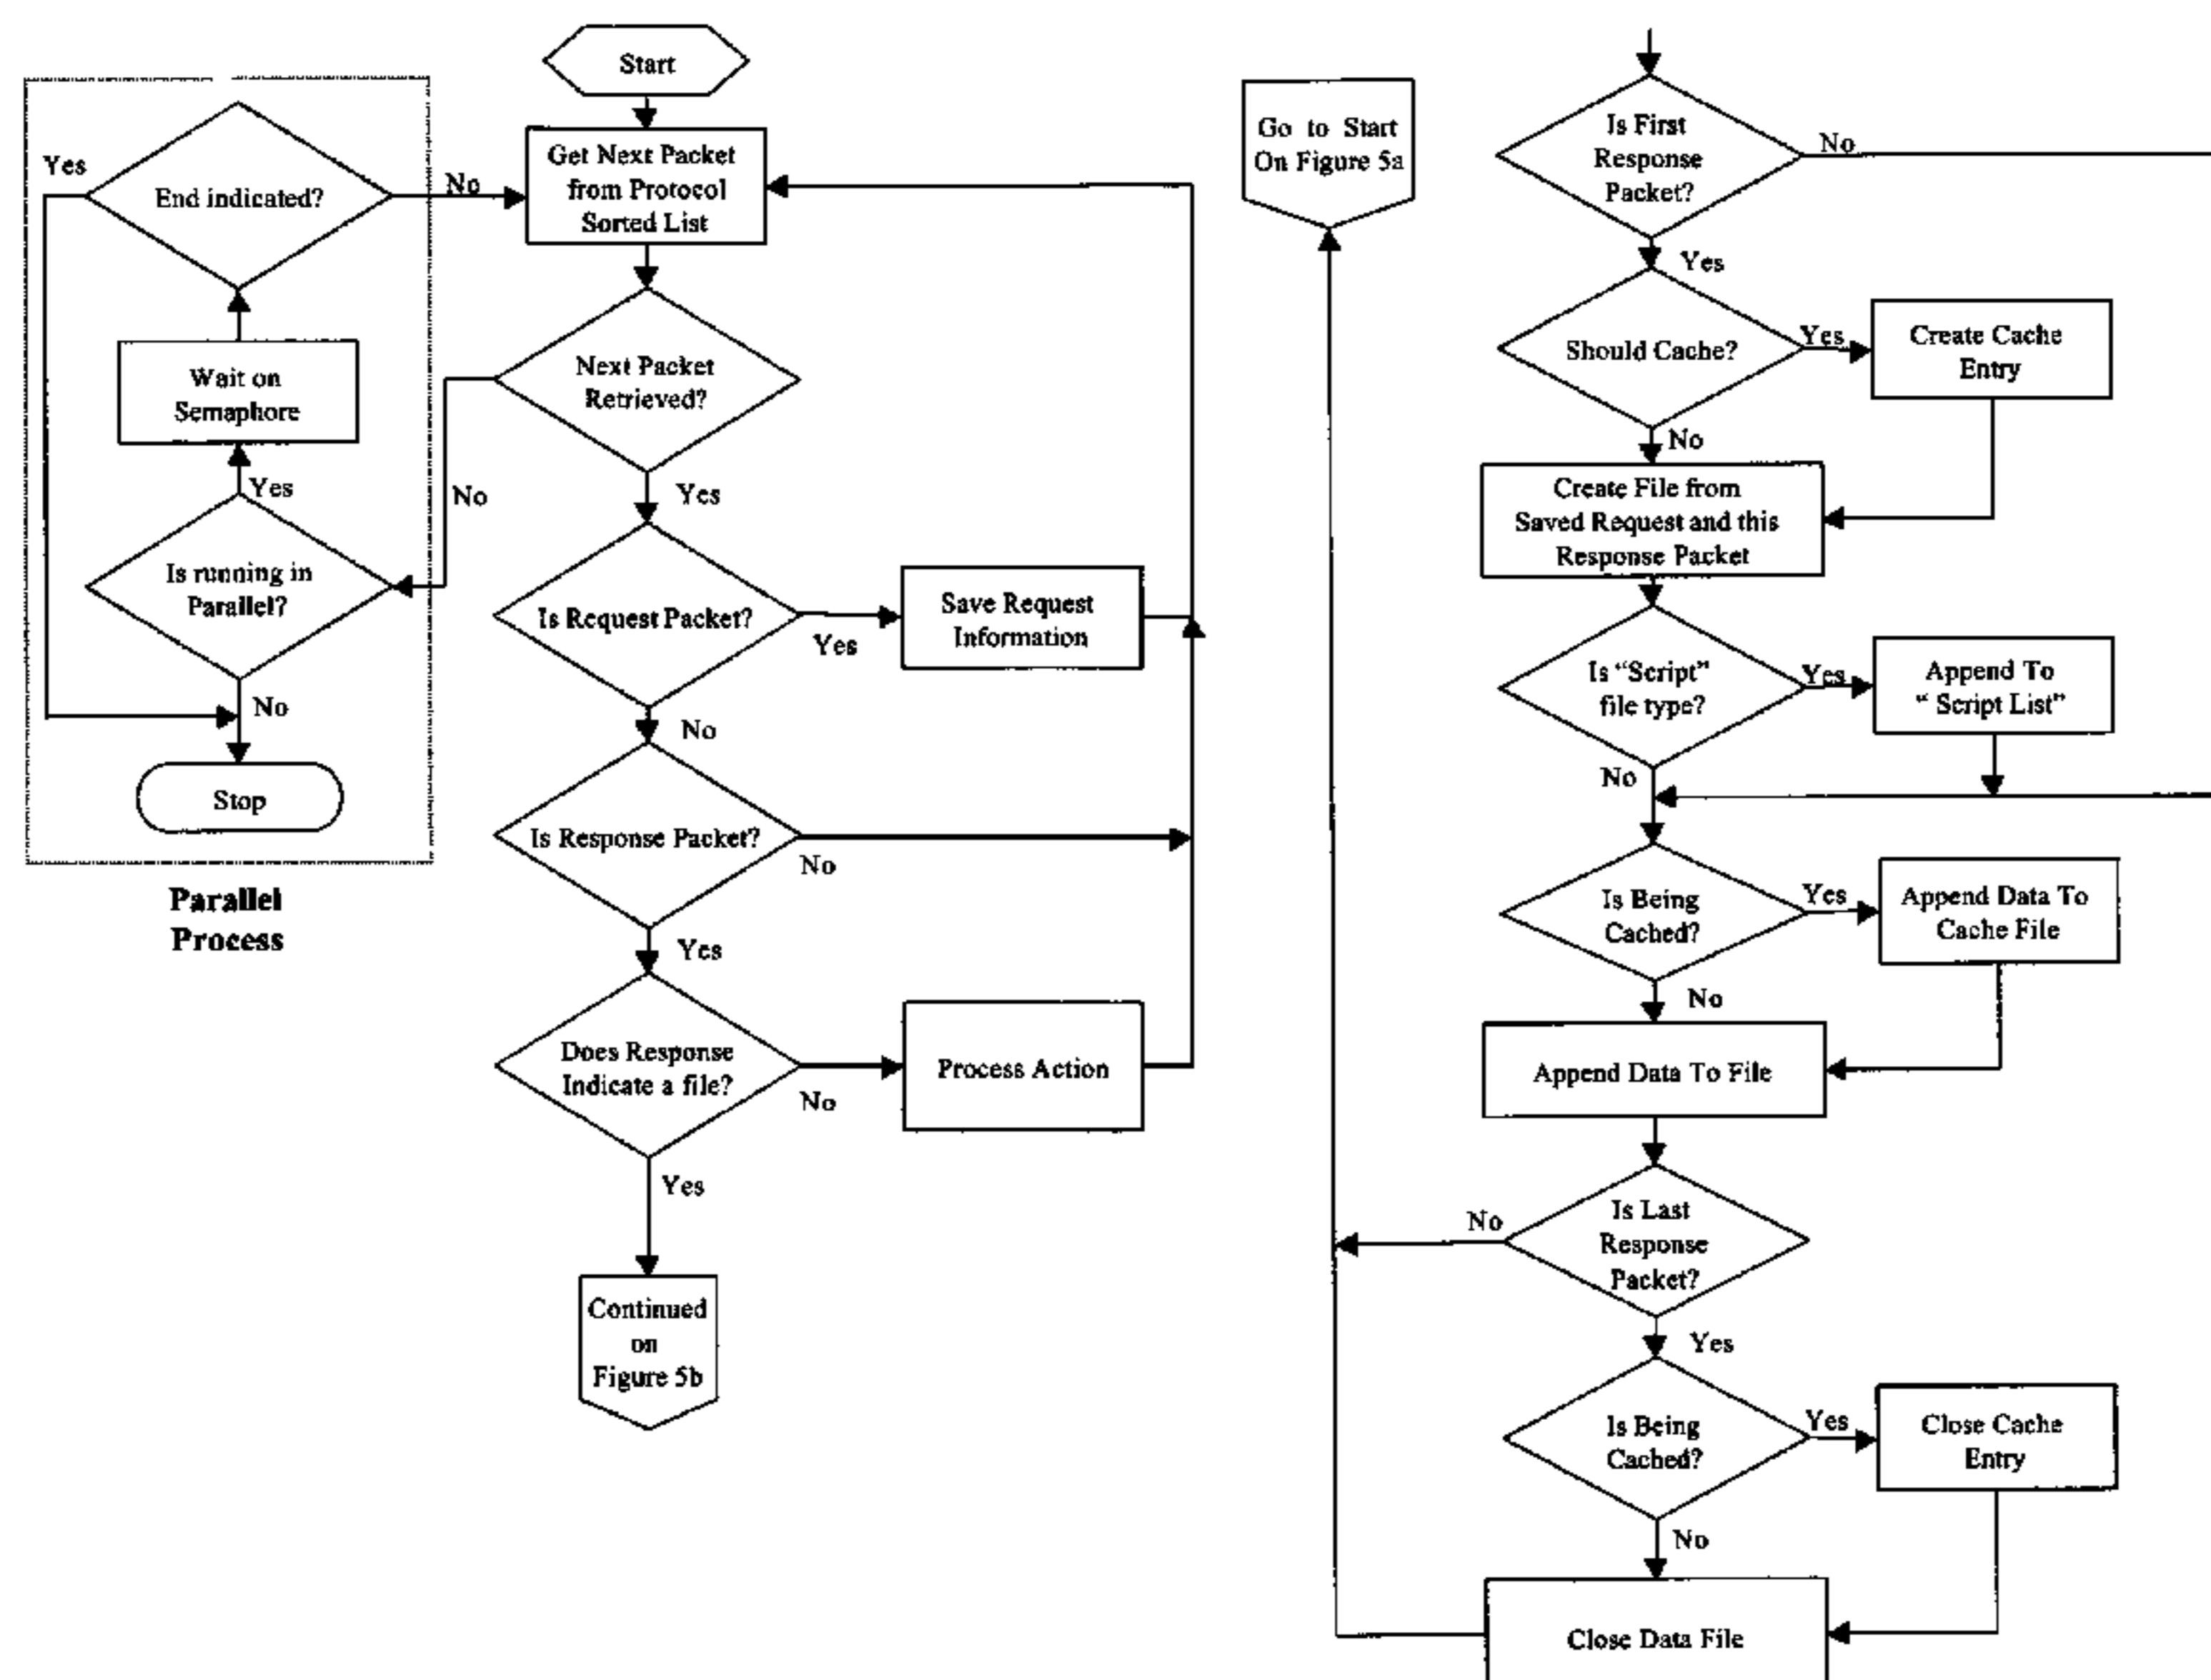 Start
Get Next Packet
from Protocol
Sorted List
Yes
End indicated?
No
Wait on
Semaphore
Yes
Is running in
Parallel?
No
Stop
Parallel
Process
Next Packet
Retrieved?
No
Yes
Is Request Packet?
Yes
Save Request
Information
No
Is Response Packet?
No
Yes
Does Response
Indicate a file?
No
Process Action
Yes
Continued
on
Figure 5b
Go to Start
On Figure 5a
Is First
Response
Packet?
No
Yes
Should Cache?
Yes
Create Cache
Entry
No
Create File from
Saved Request and this
Response Packet
Is “Script”
file type?
Yes
Append To
“ Script List”
No
Is Being
Cached?
Yes
Append Data To
Cache File
No
Append Data To File
Is Last
Response
Packet?
No
Yes
Is Being
Cached?
Yes
Close Cache
Entry
No
Close Data File